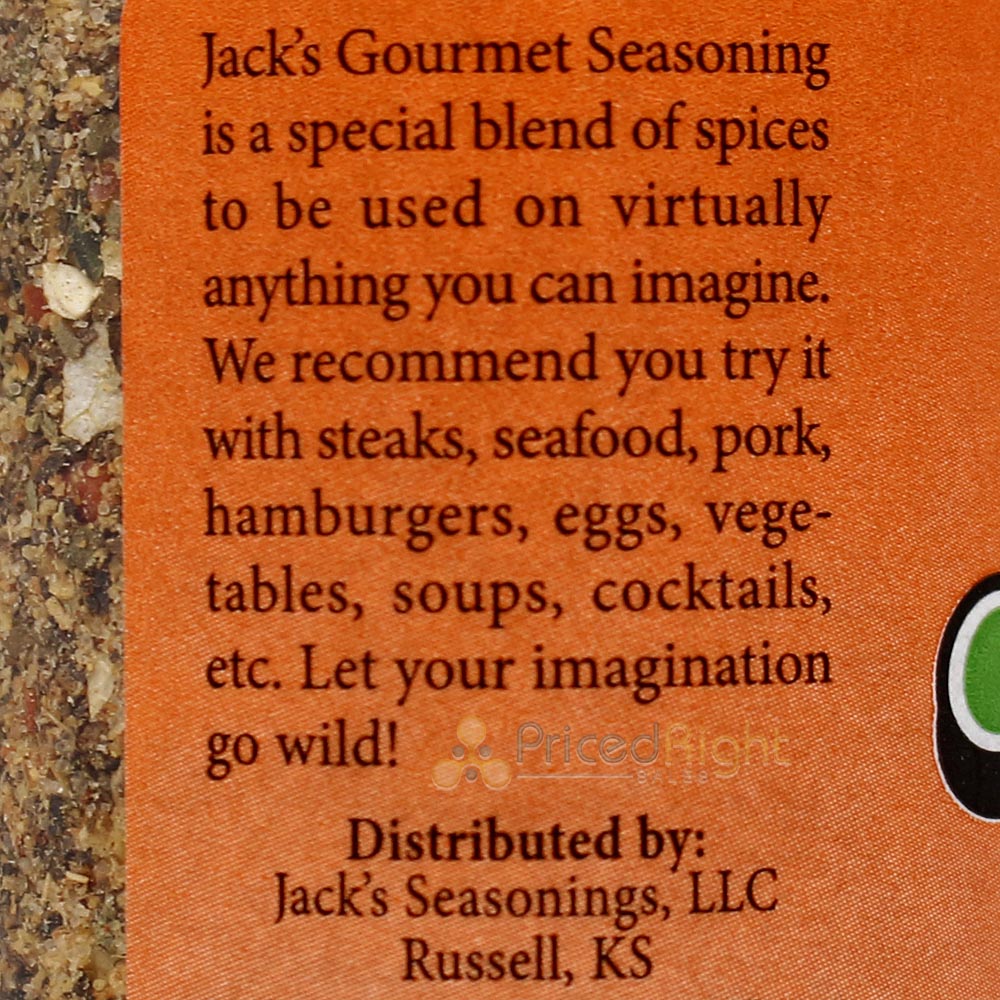 Jack's Gourmet Seasoning
is a special blend of spices
to be used on virtually
anything you can imagine.
We recommend you try it
with steaks, seafood, pork,
hamburgers, eggs, vege-
tables, soups, cocktails,
etc. Let your imagination
go wild!
PricedRight
SALES
Distributed by:
Jack's Seasonings, LLC
Russell, KS